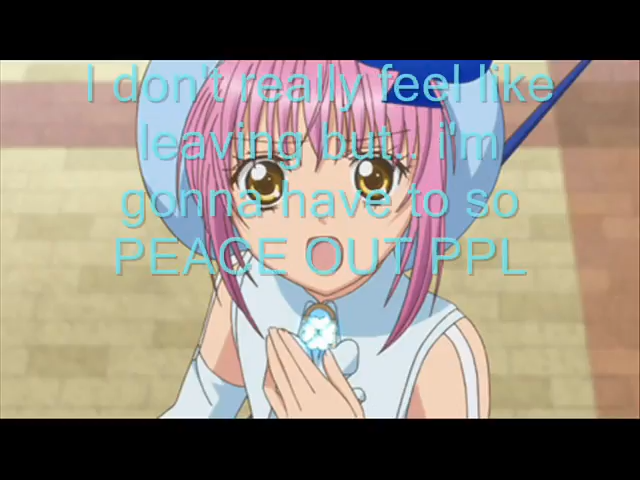 I don't really feel like
leaving but.. i'm
gonna have to so
PEACE OUT PPL